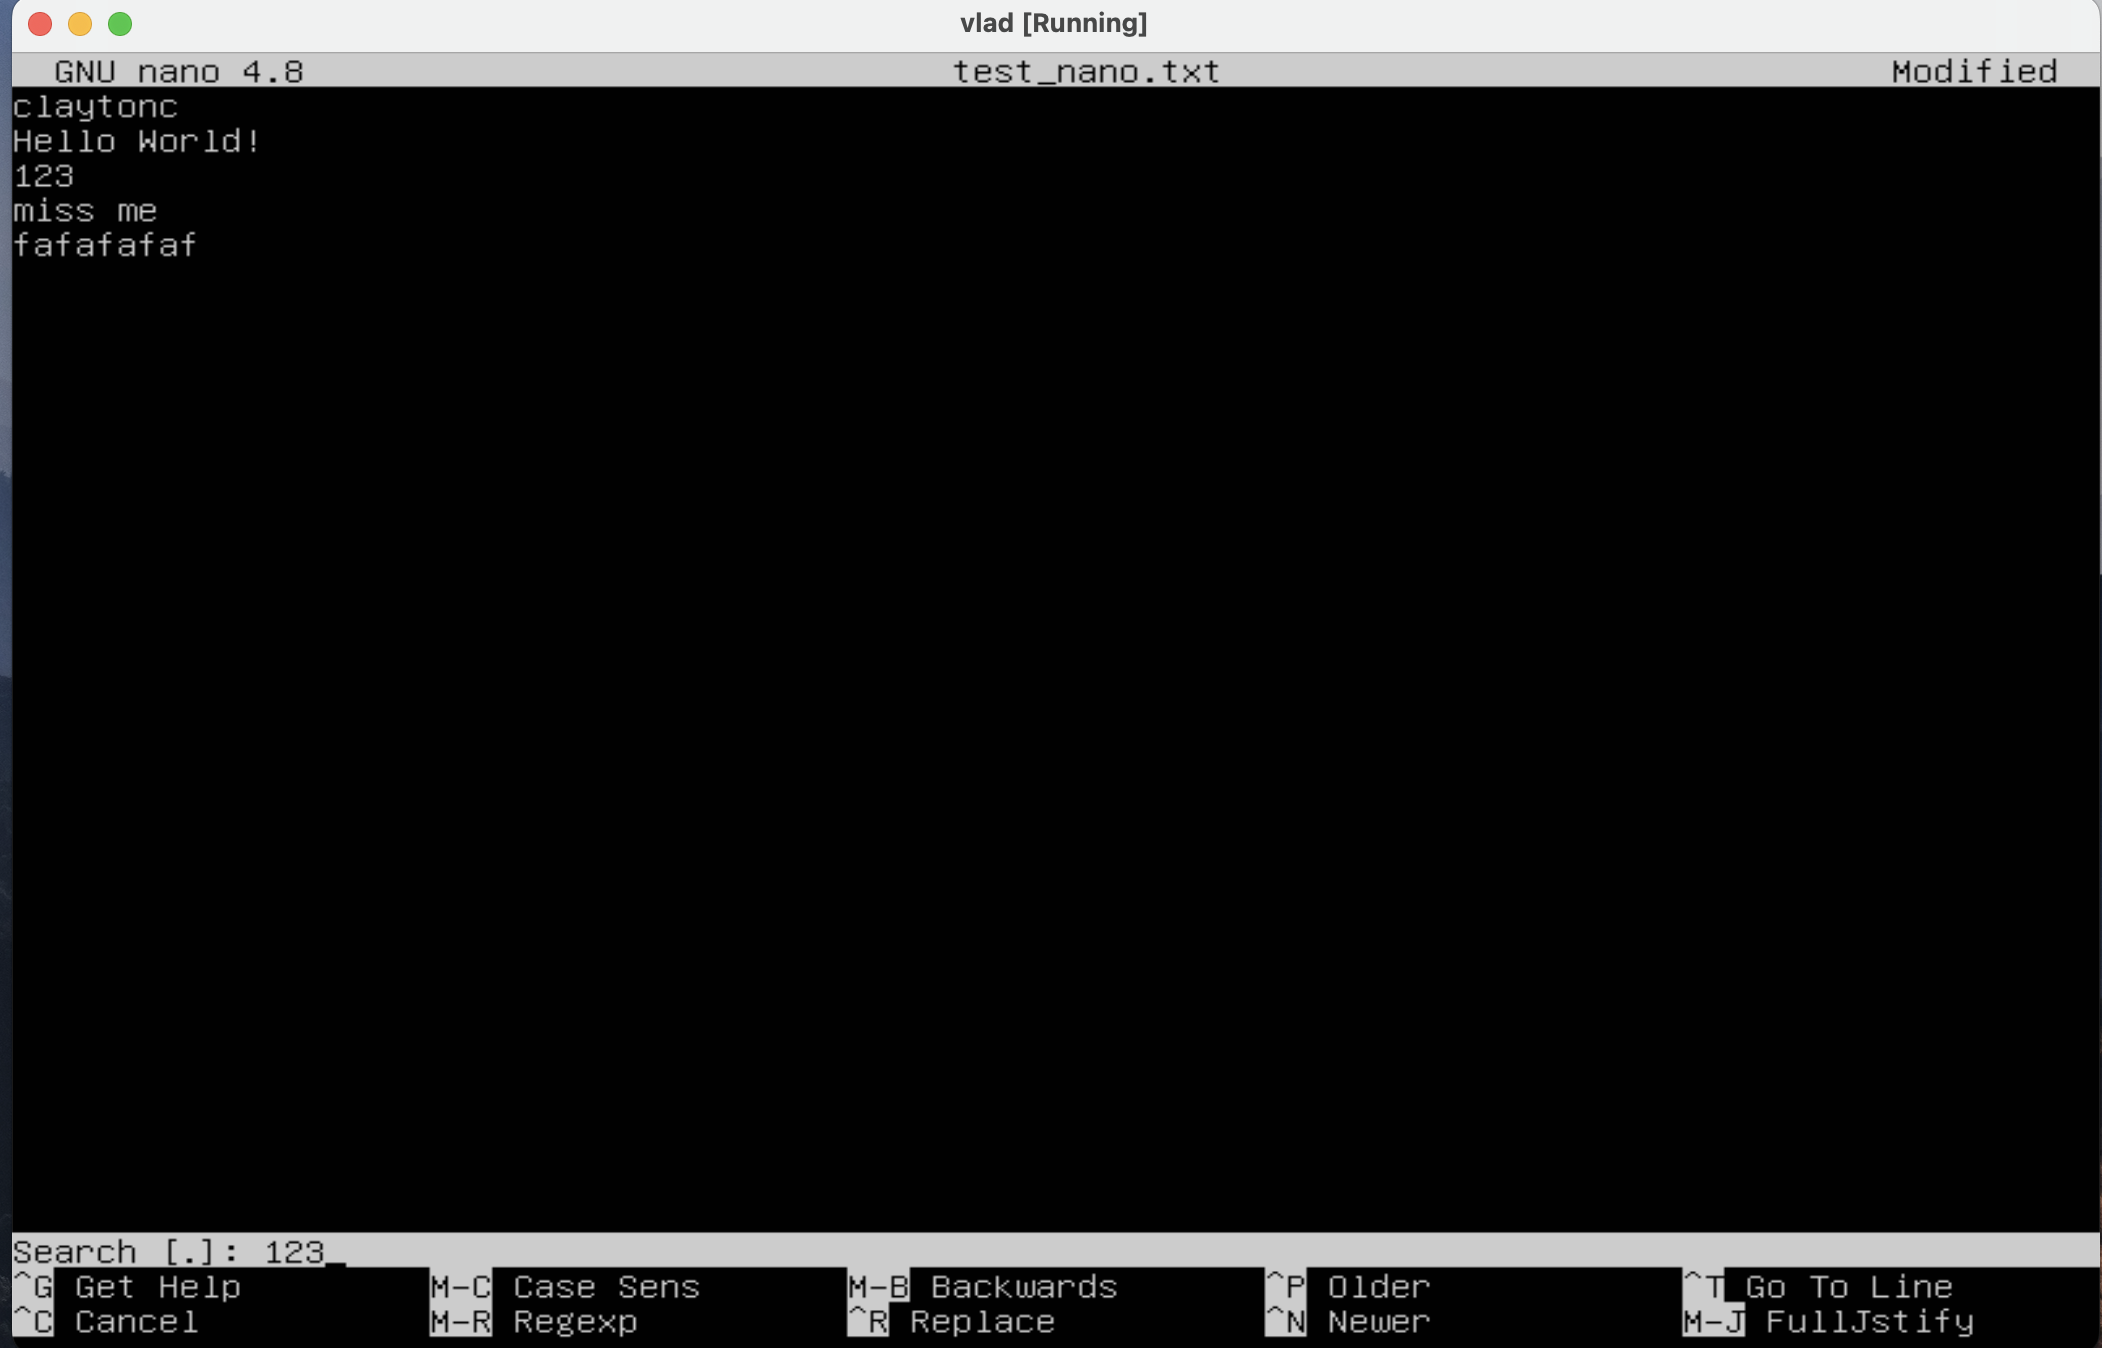 vlad [Running]
GNU nano 4.8 test_nano.txt Modified
claytonc
Hello World!
123
miss me
fafafafaf
Search [.]: 123_
^G Get Help M-C Case Sens M-B Backwards ^P Older ^T Go To Line
^C Cancel M-R Regexp ^R Replace ^N Newer M-J FullJstify